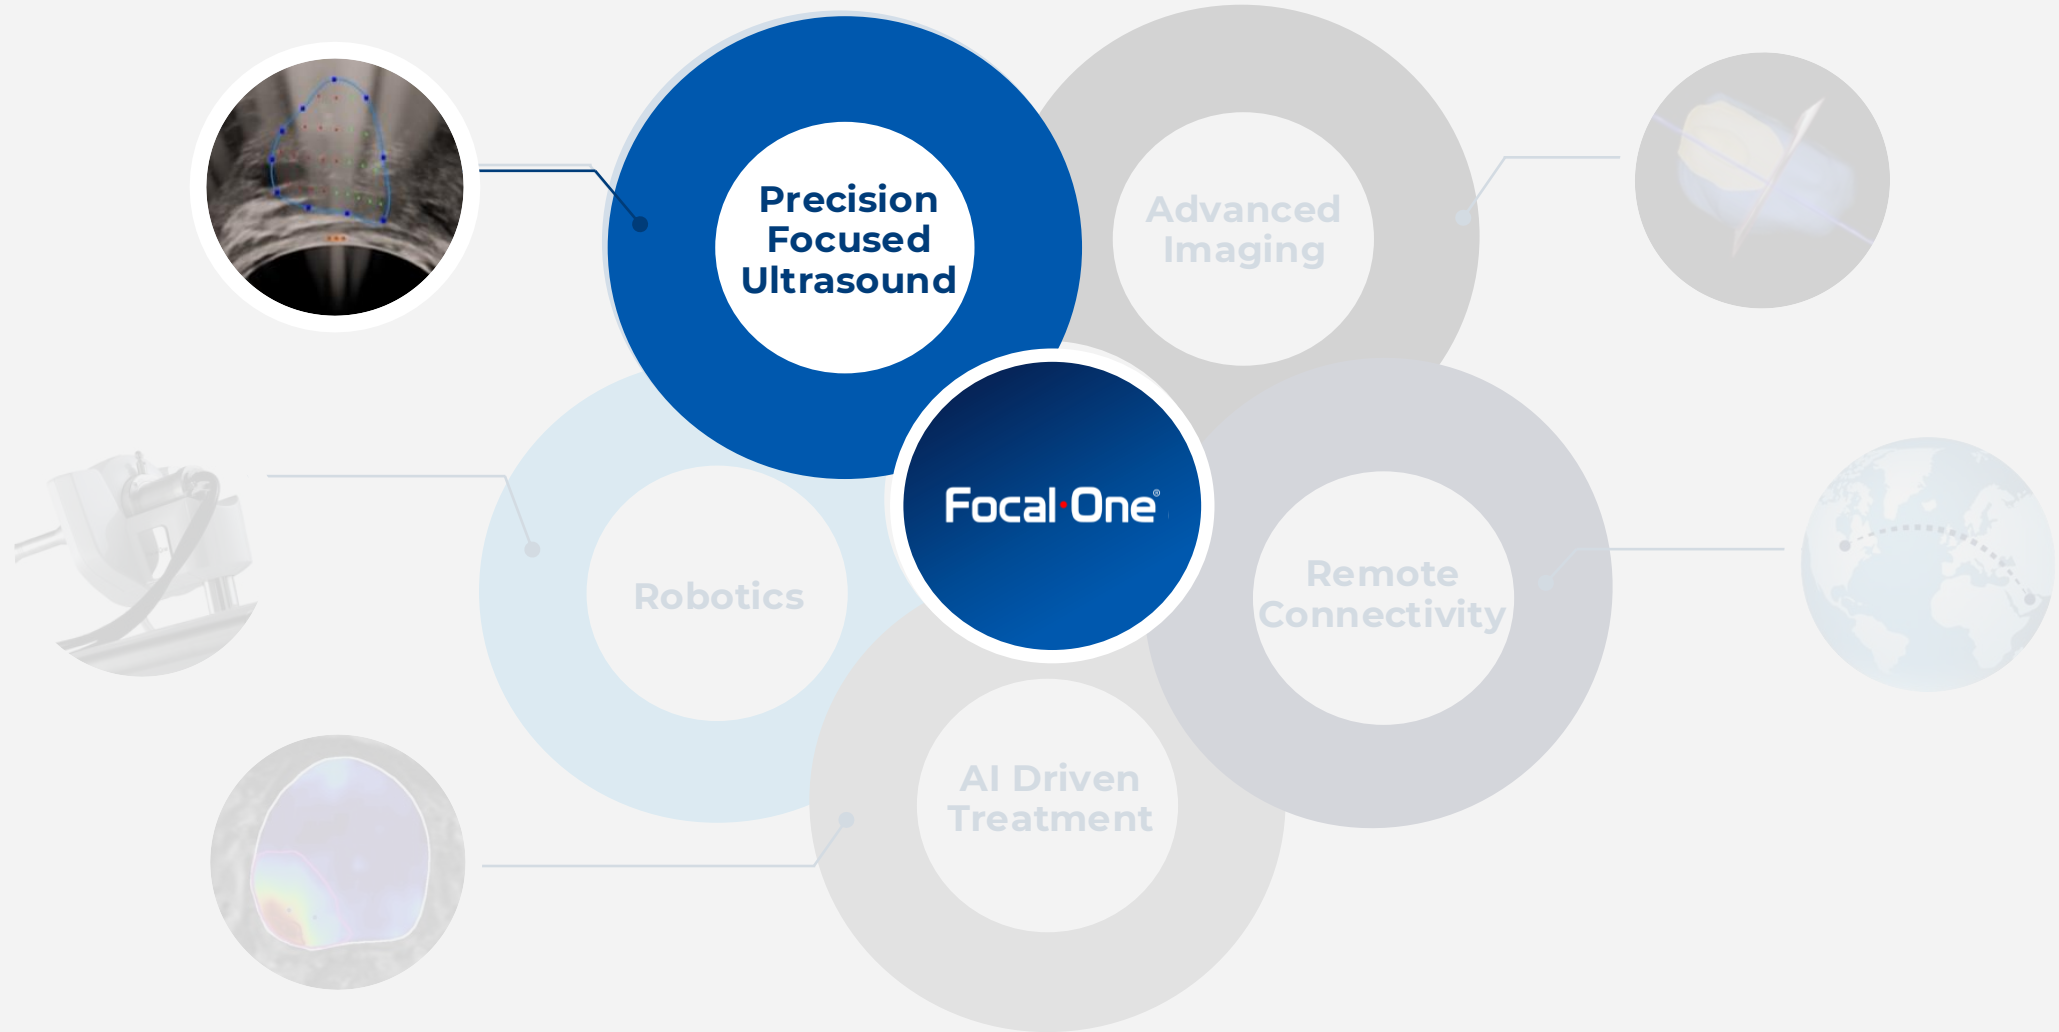 Precision
Focused
Ultrasound
Advanced
Imaging
Focal·One®
Robotics
Remote
Connectivity
AI Driven
Treatment